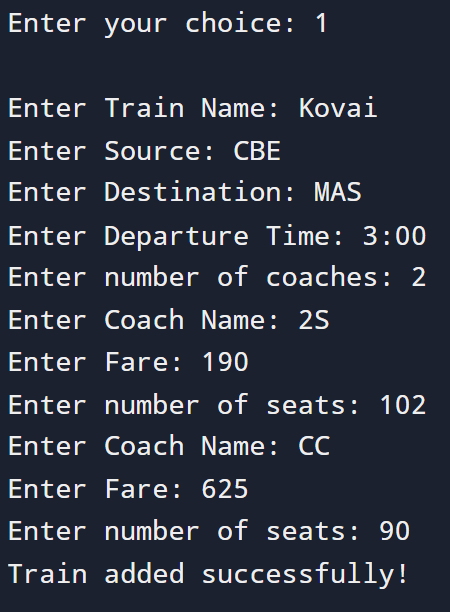 Enter your choice: 1
Enter Train Name: Kovai
Enter Source: CBE
Enter Destination: MAS
Enter Departure Time: 3:00
Enter number of coaches: 2
Enter Coach Name: 2S
Enter Fare: 190
Enter number of seats: 102
Enter Coach Name: CC
Enter Fare: 625
Enter number of seats: 90
Train added successfully!